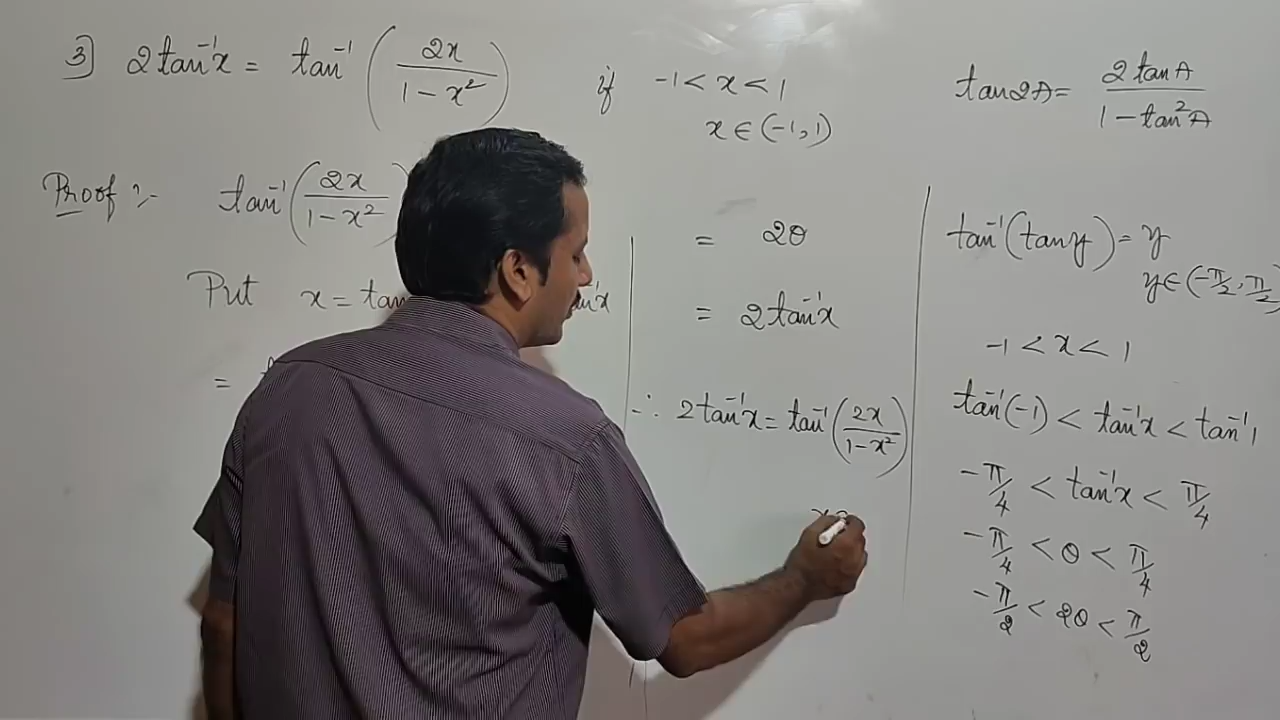 3] 2tan⁻¹x = tan⁻¹(2x/(1-x²)) if -1 < x < 1
x ∈ (-1, 1)
tan2A = 2tanA/(1-tan²A)
Proof :- tan⁻¹(2x/(1-x²))
Put x = tan
=
= 2θ
= 2tan⁻¹x
∴ 2tan⁻¹x = tan⁻¹(2x/(1-x²))
tan⁻¹(tan y) = y
y ∈ (-π/2, π/2
-1 < x < 1
tan⁻¹(-1) < tan⁻¹x < tan⁻¹1
-π/4 < tan⁻¹x < π/4
-π/4 < θ < π/4
-π/2 < 2θ < π/2